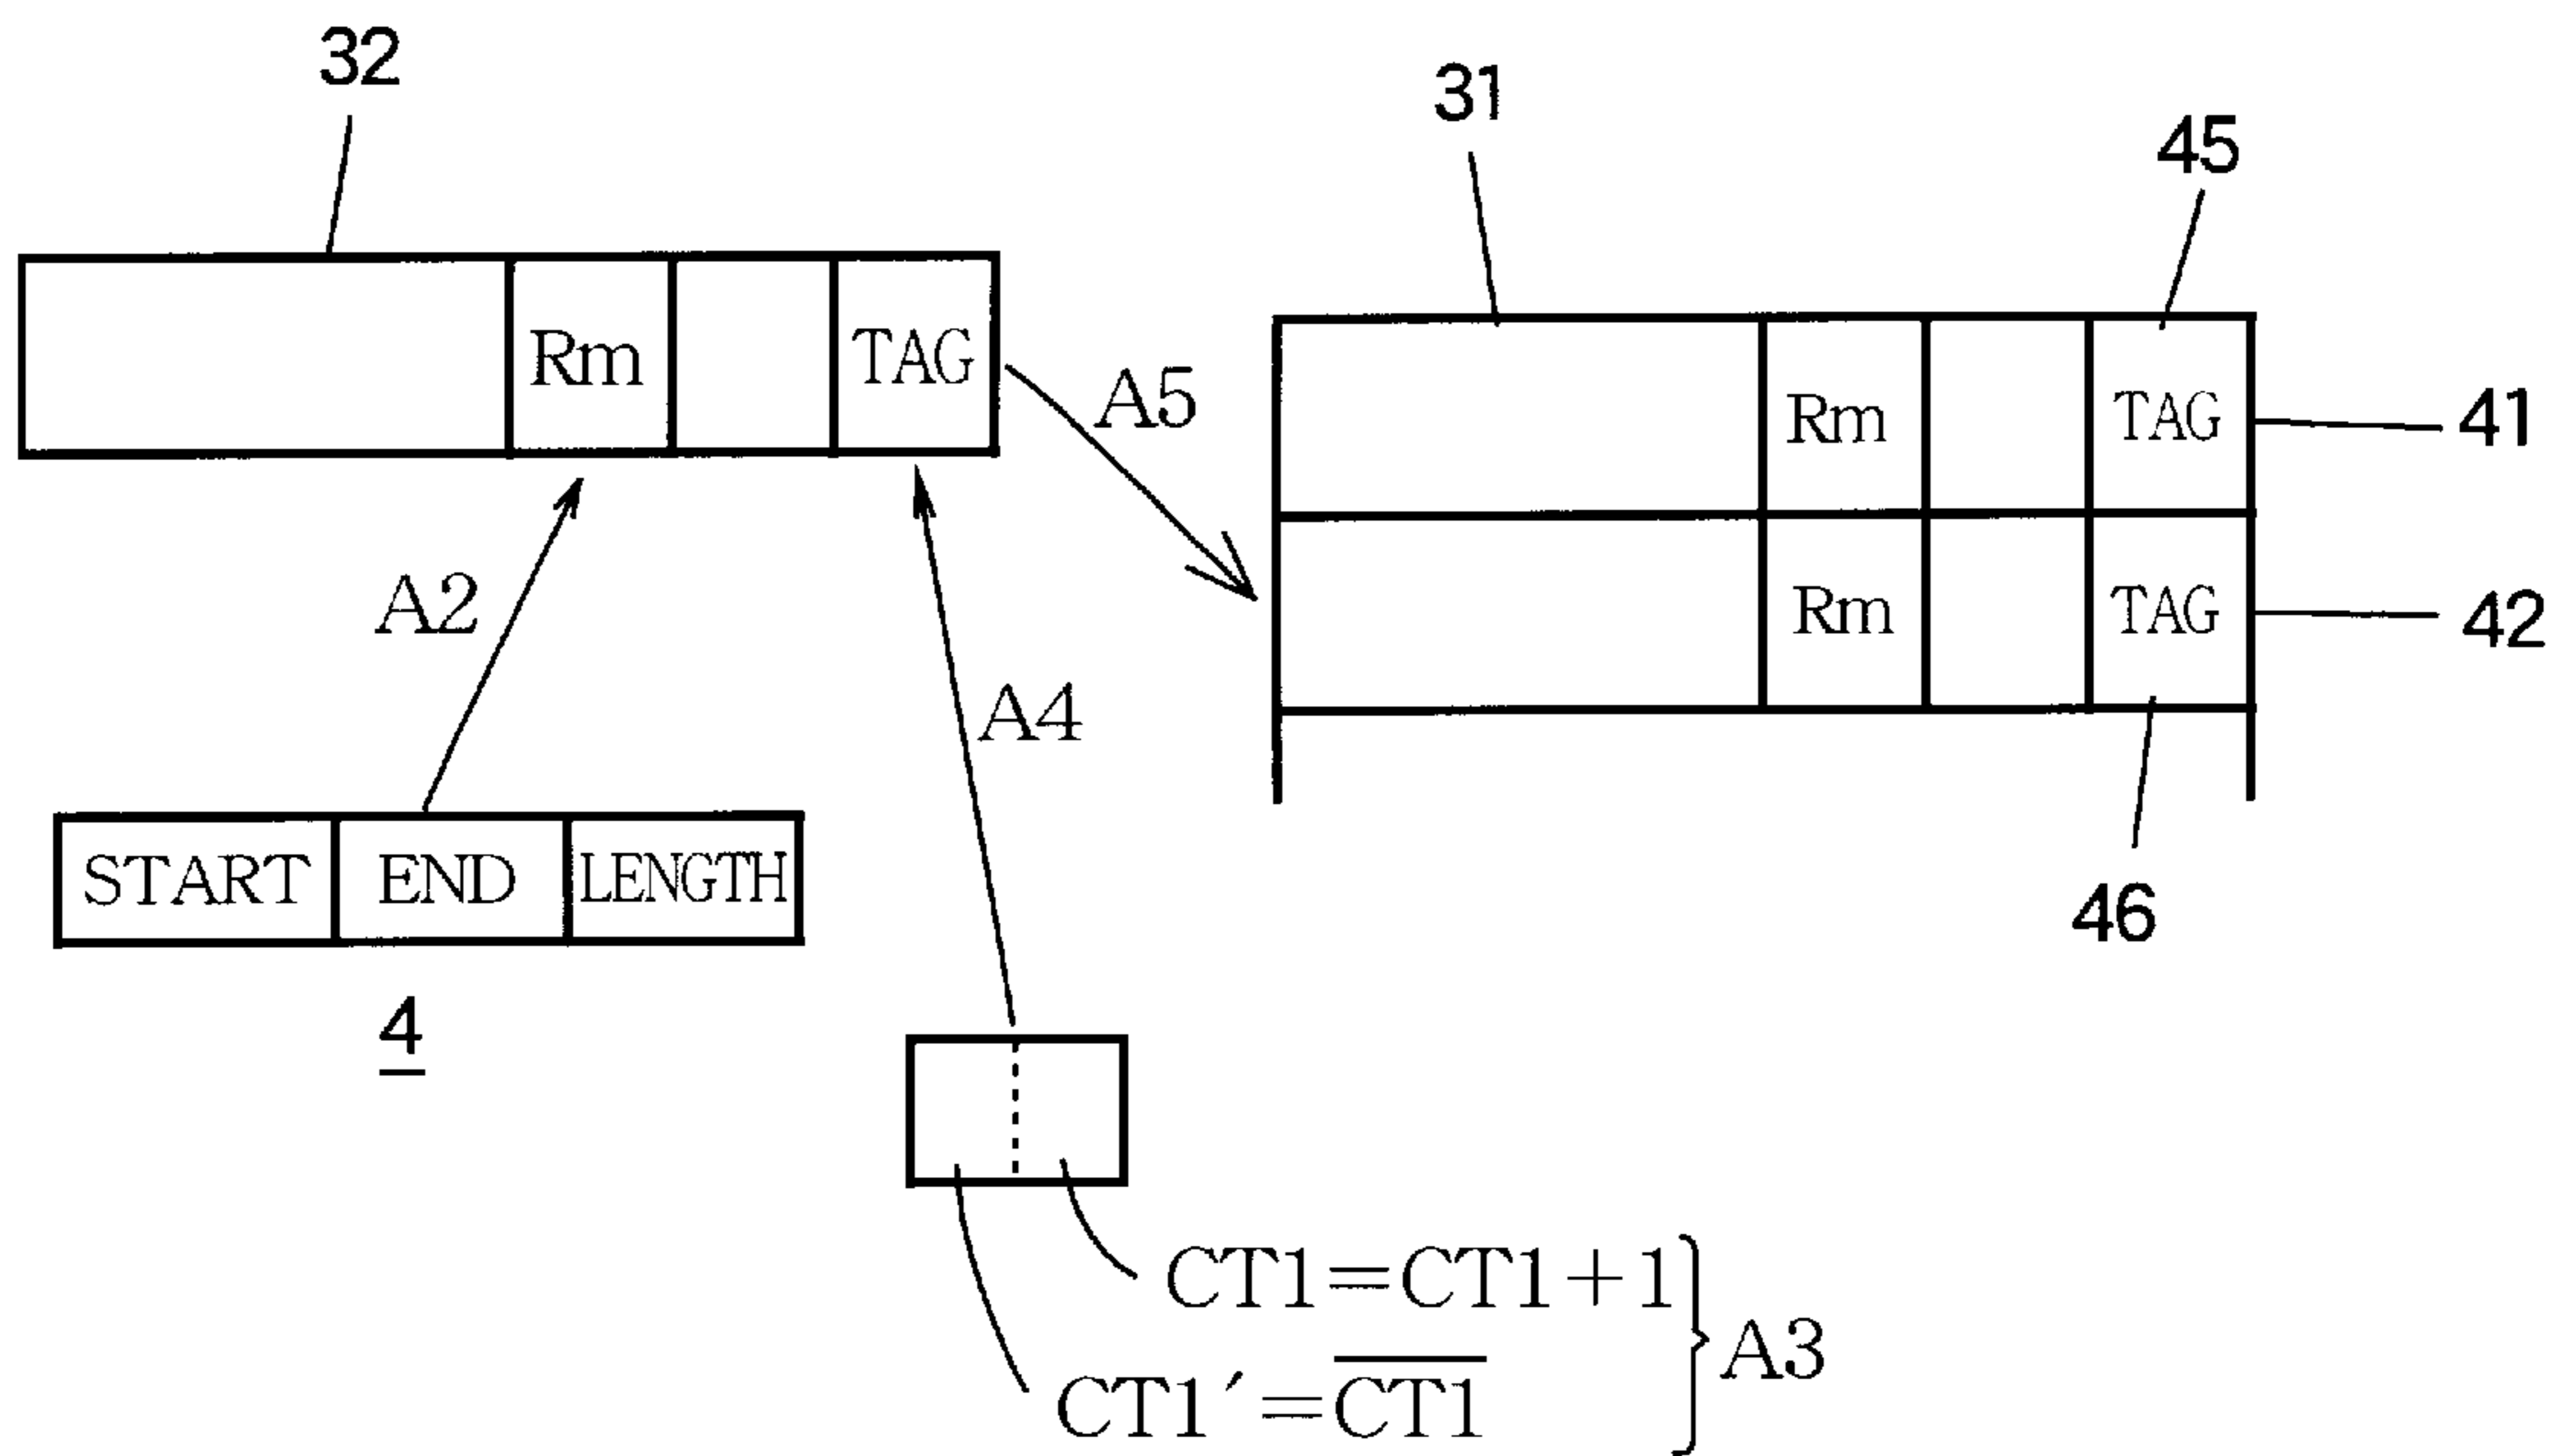 32
31
45
Rm
TAG
A5
Rm
TAG
41
A2
Rm
TAG
42
A4
START END LENGTH
46
4
CT1=CT1+1
CT1′=C̅T̅1̅
A3